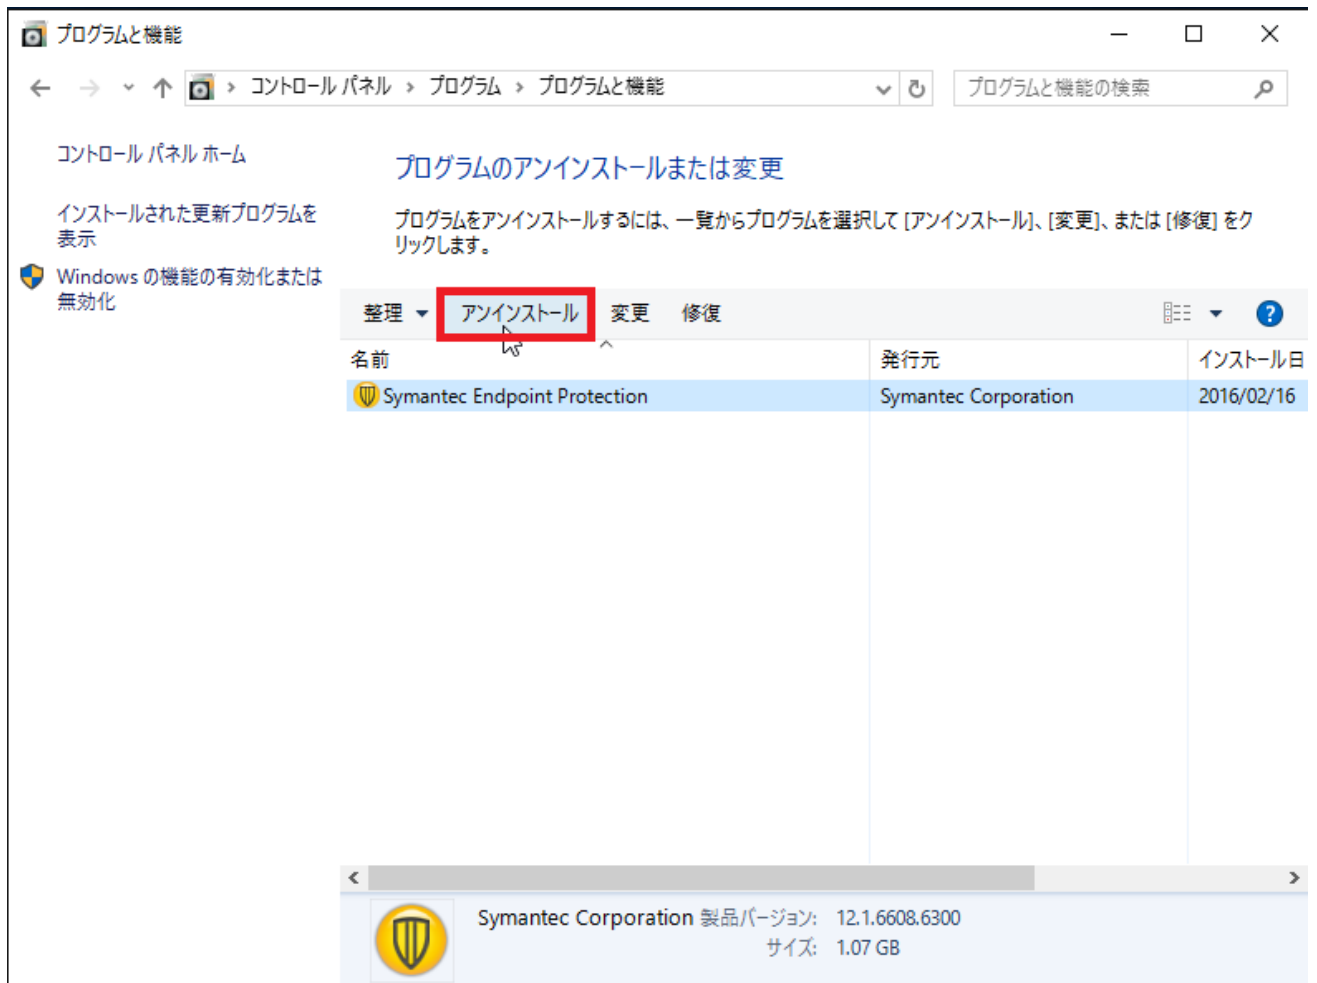 プログラムと機能
コントロール パネル › プログラム › プログラムと機能
プログラムと機能の検索
コントロール パネル ホーム
インストールされた更新プログラムを
表示
Windows の機能の有効化または
無効化
プログラムのアンインストールまたは変更
プログラムをアンインストールするには、一覧からプログラムを選択して [アンインストール]、[変更]、または [修復] をク
リックします。
整理 アンインストール 変更 修復
名前 発行元 インストール日
Symantec Endpoint Protection Symantec Corporation 2016/02/16
Symantec Corporation 製品バージョン: 12.1.6608.6300
サイズ: 1.07 GB